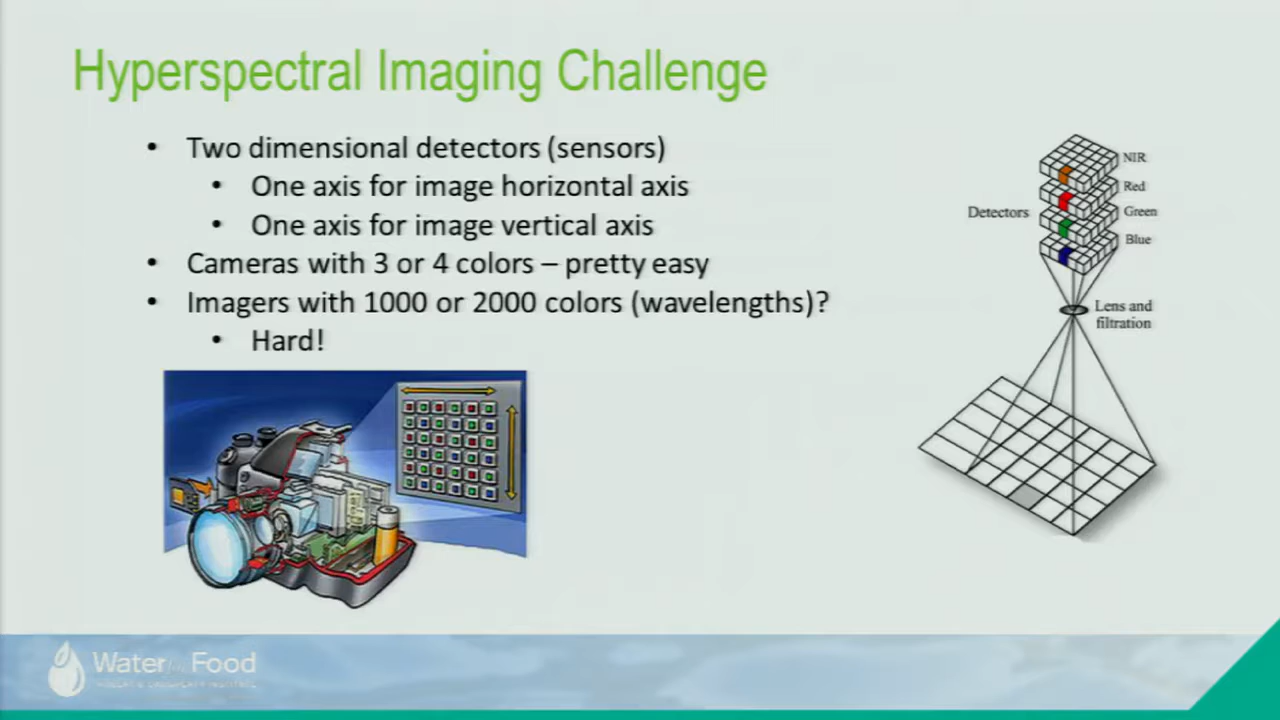 Hyperspectral Imaging Challenge
• Two dimensional detectors (sensors)
• One axis for image horizontal axis
• One axis for image vertical axis
• Cameras with 3 or 4 colors – pretty easy
• Imagers with 1000 or 2000 colors (wavelengths)?
• Hard!
NIR
Red
Detectors
Green
Blue
Lens and
filtration
Water for Food